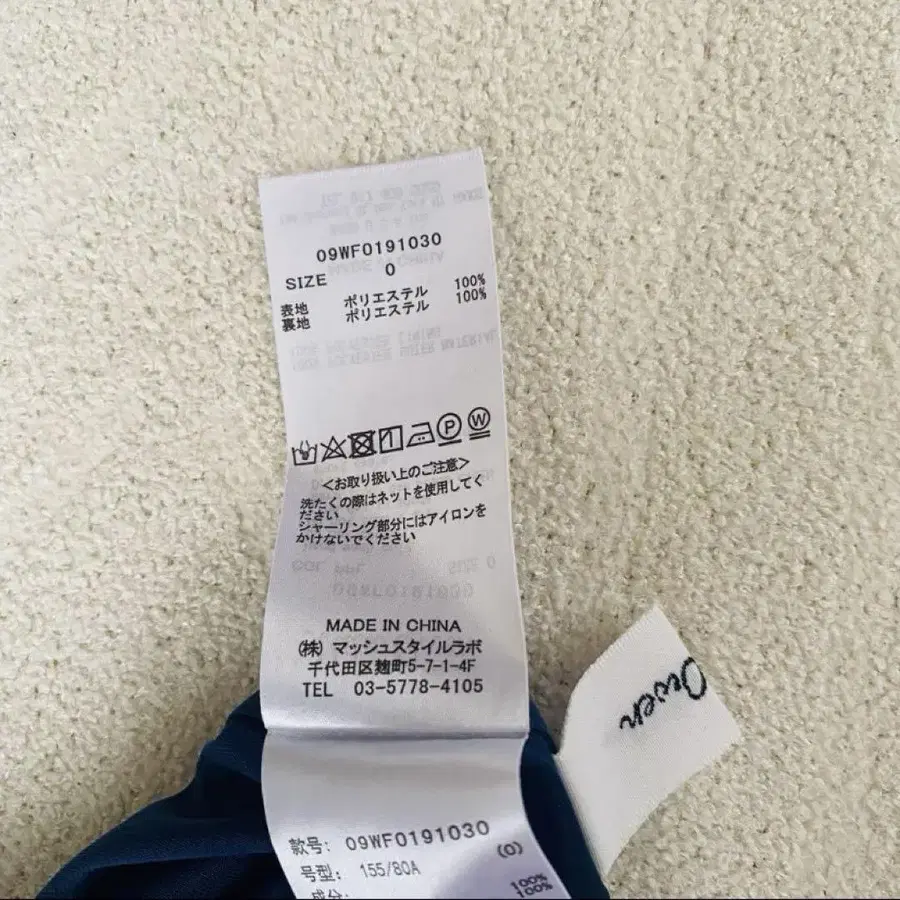 09WF0191030
SIZE 0
表地 ポリエステル 100%
裏地 ポリエステル 100%
<お取り扱い上のご注意>
洗たくの際はネットを使用してく
ださい
シャーリング部分にはアイロンを
かけないでください
MADE IN CHINA
(株) マッシュスタイルラボ
千代田区麹町5-7-1-4F
TEL 03-5778-4105
款号: 09WF0191030
(0)
号型: 155/80A
成分:
100%
100%
Owen